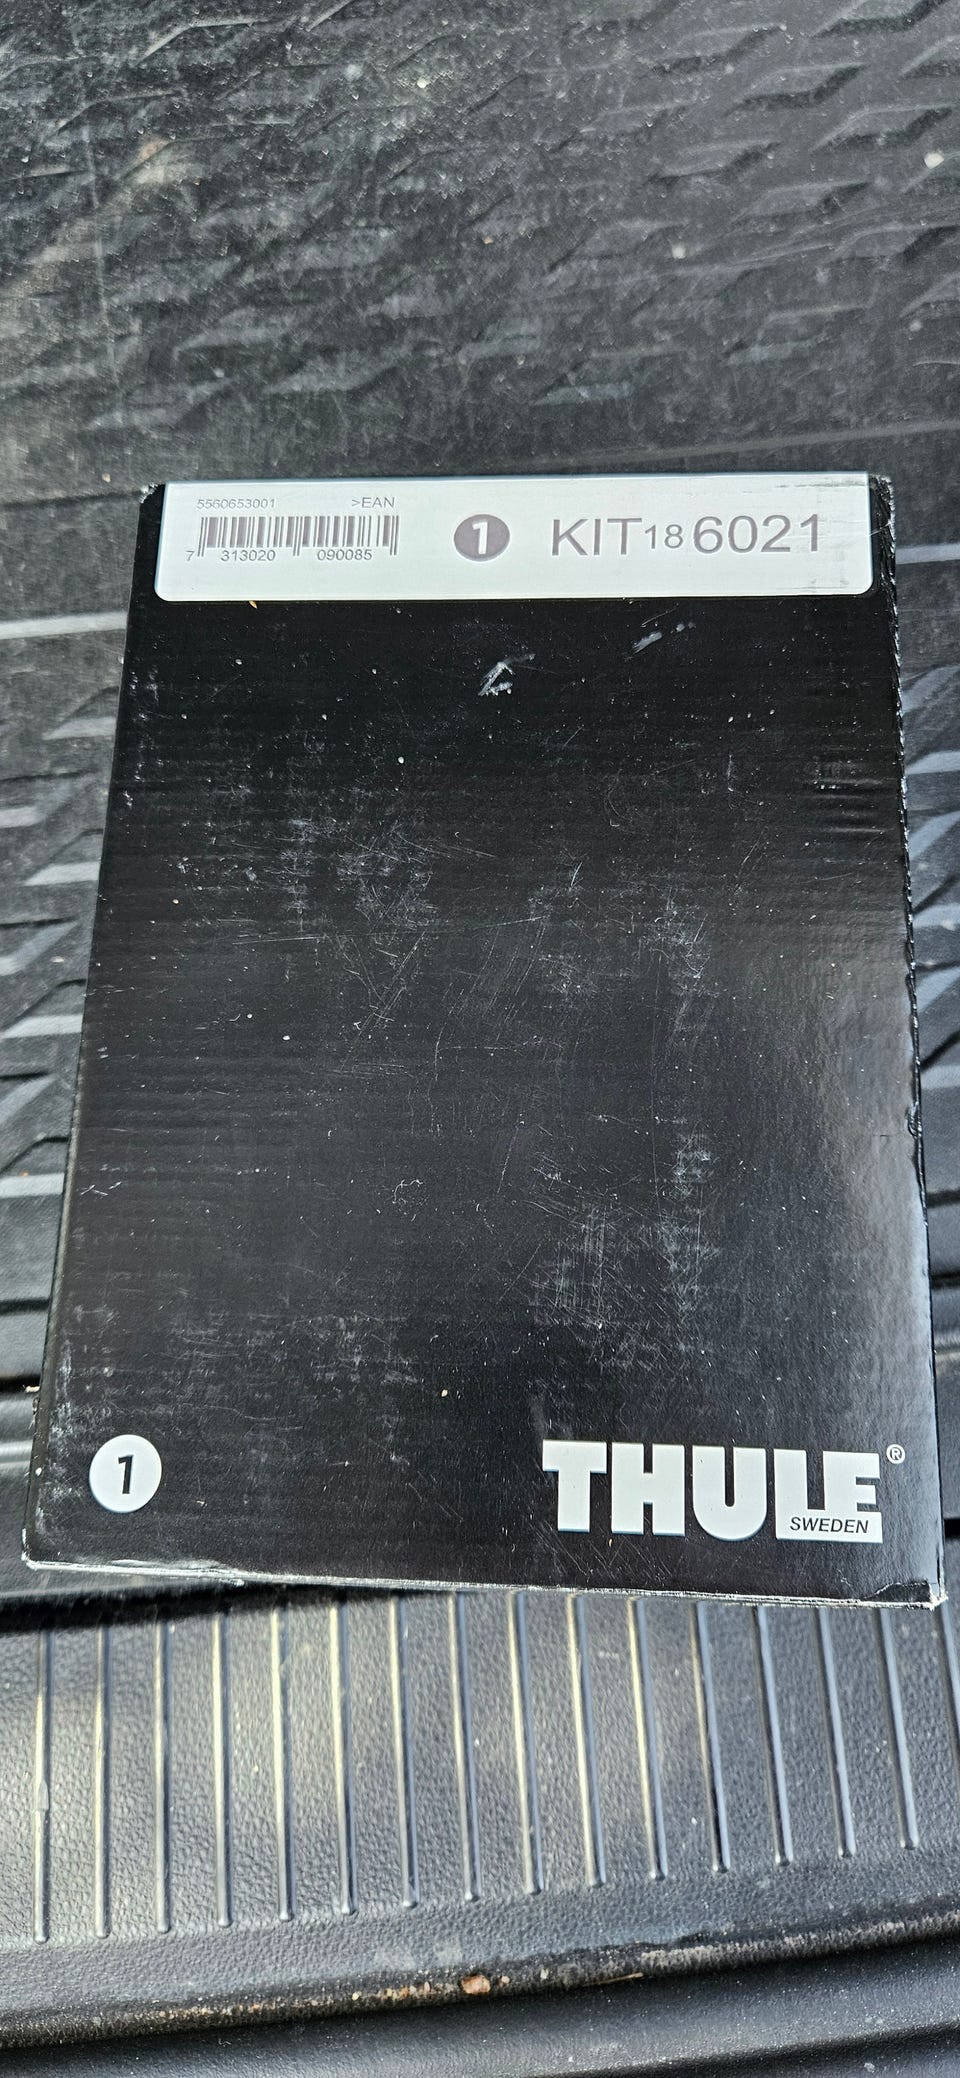 5560653001 >EAN
7 313020 090085
1 KIT 18 6021
1
THULE®
SWEDEN